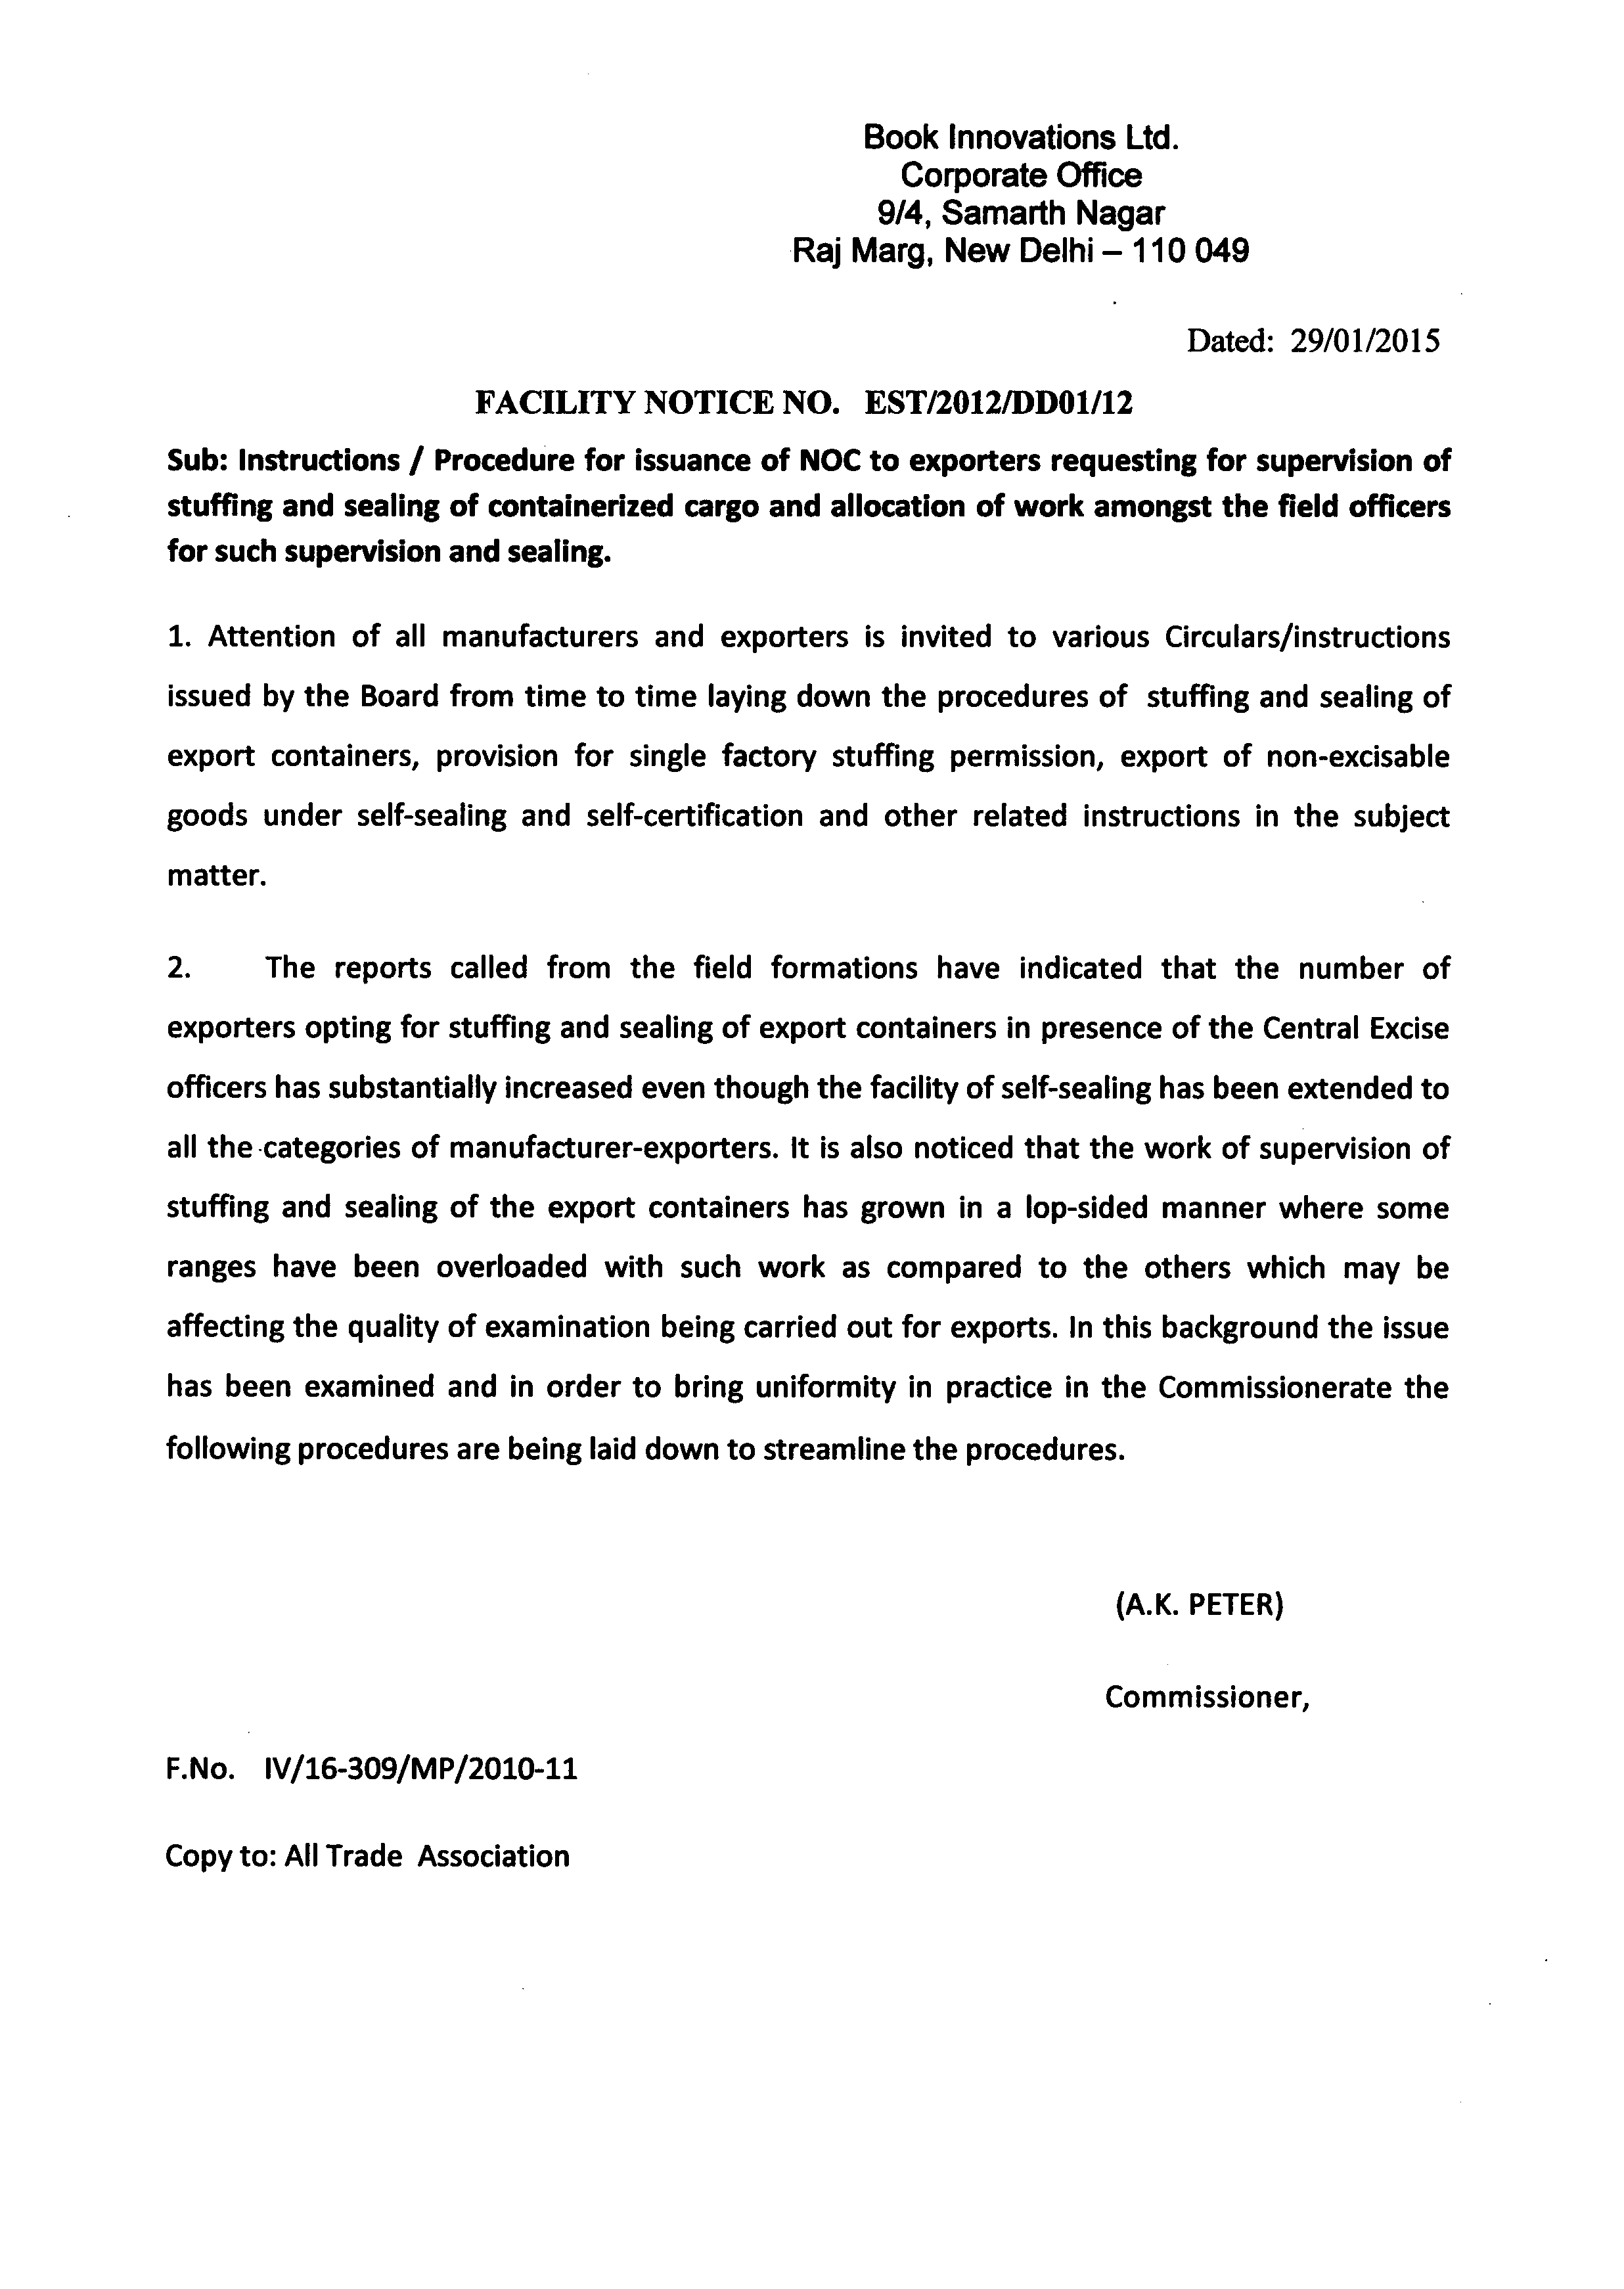 Book Innovations Ltd.
Corporate Office
9/4, Samarth Nagar
Raj Marg, New Delhi – 110 049
Dated: 29/01/2015
FACILITY NOTICE NO. EST/2012/DD01/12
Sub: Instructions / Procedure for issuance of NOC to exporters requesting for supervision of
stuffing and sealing of containerized cargo and allocation of work amongst the field officers
for such supervision and sealing.
1. Attention of all manufacturers and exporters is invited to various Circulars/instructions
issued by the Board from time to time laying down the procedures of stuffing and sealing of
export containers, provision for single factory stuffing permission, export of non-excisable
goods under self-sealing and self-certification and other related instructions in the subject
matter.
2. The reports called from the field formations have indicated that the number of
exporters opting for stuffing and sealing of export containers in presence of the Central Excise
officers has substantially increased even though the facility of self-sealing has been extended to
all the categories of manufacturer-exporters. It is also noticed that the work of supervision of
stuffing and sealing of the export containers has grown in a lop-sided manner where some
ranges have been overloaded with such work as compared to the others which may be
affecting the quality of examination being carried out for exports. In this background the issue
has been examined and in order to bring uniformity in practice in the Commissionerate the
following procedures are being laid down to streamline the procedures.
(A.K. PETER)
Commissioner,
F.No. IV/16-309/MP/2010-11
Copy to: All Trade Association